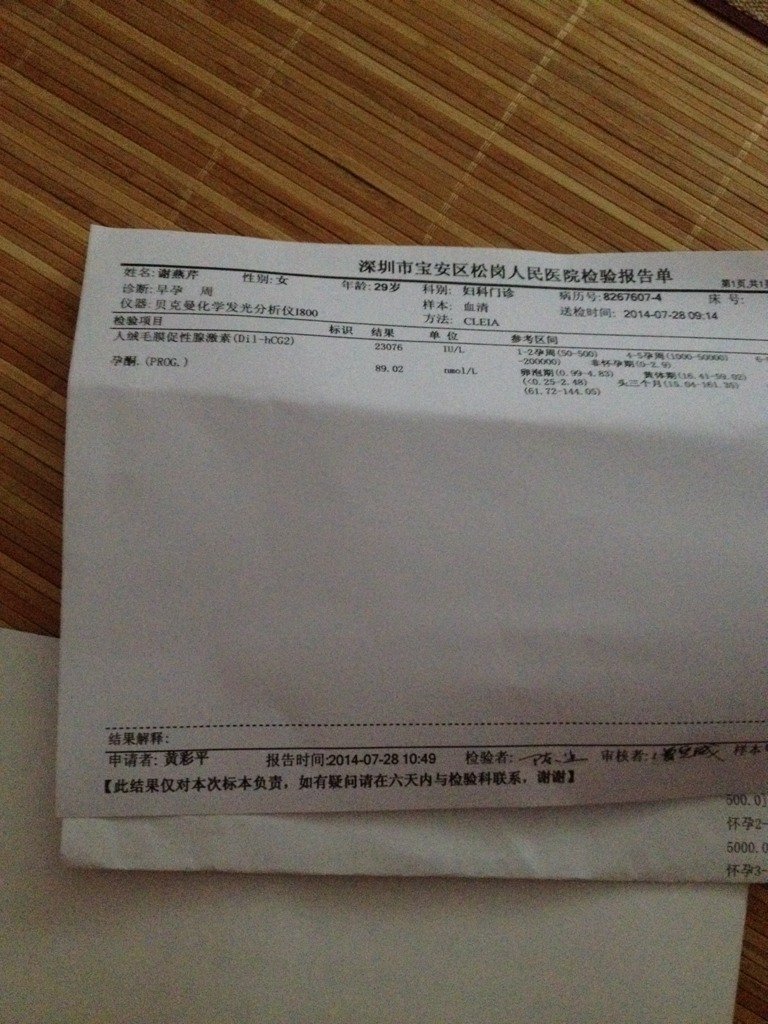 深圳市宝安区松岗人民医院检验报告单
姓名:谢燕芹 性别:女 年龄:29岁 科别: 妇科门诊 病历号:8267607-4 床 号: 第1页,共1
诊断:早孕 周 样本: 血清 送检时间: 2014-07-28 09:14
仪器:贝克曼化学发光分析仪I800 方法: CLEIA
检验项目 标识 结果 单 位 参考区间
人绒毛膜促性腺激素(Dil-hCG2) 23076 IU/L 1-2孕周(50-500) 4-5孕周(1000-50000) 6-
-200000) 非怀孕期(0-2.9)
孕酮.(PROG.) 89.02 nmol/L 卵泡期(0.99-4.83) 黄体期(16.41-59.02)
(<0.25-2.48) 头三个月(15.04-161.35)
(61.72-144.05)
结果解释:
申请者: 黄彩平 报告时间:2014-07-28 10:49 检验者: 审核者: 样本
【此结果仅对本次标本负责，如有疑问请在六天内与检验科联系，谢谢】
500.0
怀孕2-
5000.0
怀孕3-